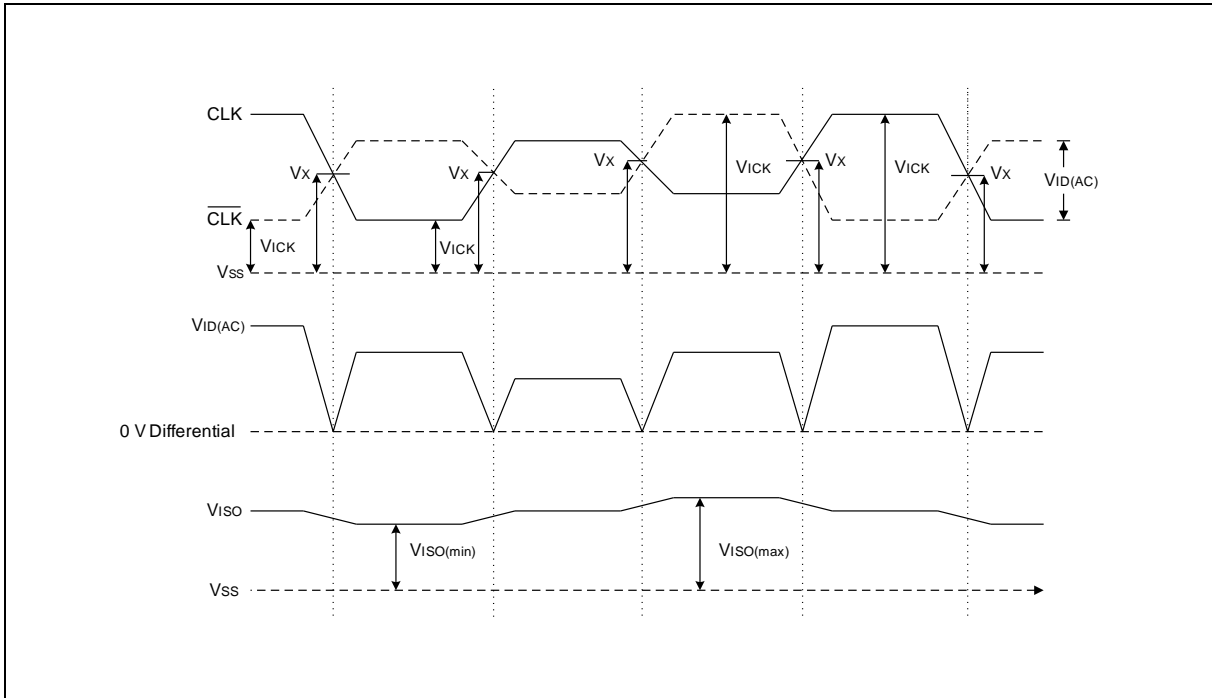 CLK
VX
VX
VX
VICK
VX
VICK
VX
VID(AC)
CLK
VICK
VICK
VSS
VID(AC)
0 V Differential
VISO
VISO(min)
VISO(max)
VSS